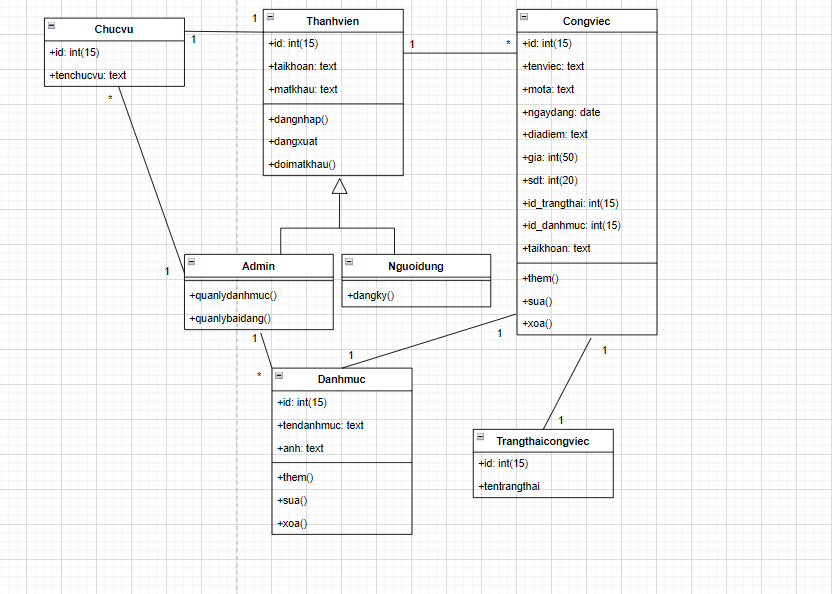 Chucvu
+id: int(15)
+tenchucvu: text
1
1
*
1
Thanhvien
+id: int(15)
+taikhoan: text
+matkhau: text
+dangnhap()
+dangxuat
+doimatkhau()
1
*
Congviec
+id: int(15)
+tenviec: text
+mota: text
+ngaydang: date
+diadiem: text
+gia: int(50)
+sdt: int(20)
+id_trangthai: int(15)
+id_danhmuc: int(15)
+taikhoan: text
+them()
+sua()
+xoa()
Admin
+quanlydanhmuc()
+quanlybaidang()
Nguoidung
+dangky()
1
*
1
1
1
1
Danhmuc
+id: int(15)
+tendanhmuc: text
+anh: text
+them()
+sua()
+xoa()
Trangthaicongviec
+id: int(15)
+tentrangthai